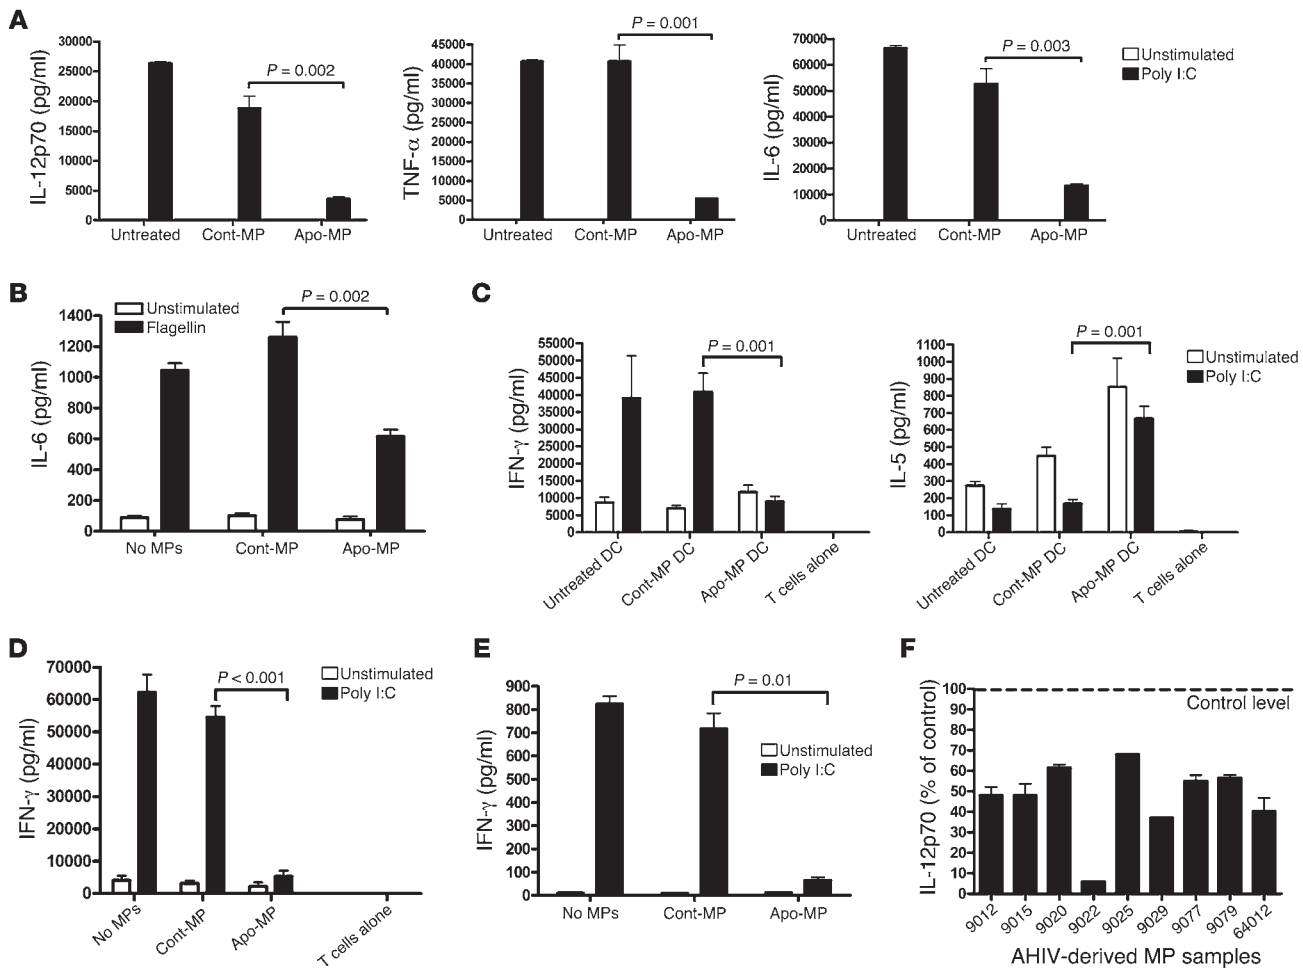 A
IL-12p70 (pg/ml)
30000
25000
20000
15000
10000
5000
0
P = 0.002
Untreated Cont-MP Apo-MP
TNF-α (pg/ml)
45000
40000
35000
30000
25000
20000
15000
10000
5000
0
P = 0.001
Untreated Cont-MP Apo-MP
IL-6 (pg/ml)
70000
60000
50000
40000
30000
20000
10000
0
P = 0.003
Untreated Cont-MP Apo-MP
Unstimulated
Poly I:C
B
IL-6 (pg/ml)
1400
1200
1000
800
600
400
200
0
Unstimulated
Flagellin
P = 0.002
No MPs Cont-MP Apo-MP
C
IFN-γ (pg/ml)
55000
50000
45000
40000
35000
30000
25000
20000
15000
10000
5000
0
P = 0.001
Untreated DC Cont-MP DC Apo-MP DC T cells alone
IL-5 (pg/ml)
1100
1000
900
800
700
600
500
400
300
200
100
0
P = 0.001
Unstimulated
Poly I:C
Untreated DC Cont-MP DC Apo-MP DC T cells alone
D
IFN-γ (pg/ml)
70000
60000
50000
40000
30000
20000
10000
0
P < 0.001
Unstimulated
Poly I:C
No MPs Cont-MP Apo-MP T cells alone
E
IFN-γ (pg/ml)
900
800
700
600
500
400
300
200
100
0
P = 0.01
Unstimulated
Poly I:C
No MPs Cont-MP Apo-MP
F
IL-12p70 (% of control)
100
90
80
70
60
50
40
30
20
10
0
Control level
9012 9015 9020 9022 9025 9029 9077 9079 64012
AHIV-derived MP samples